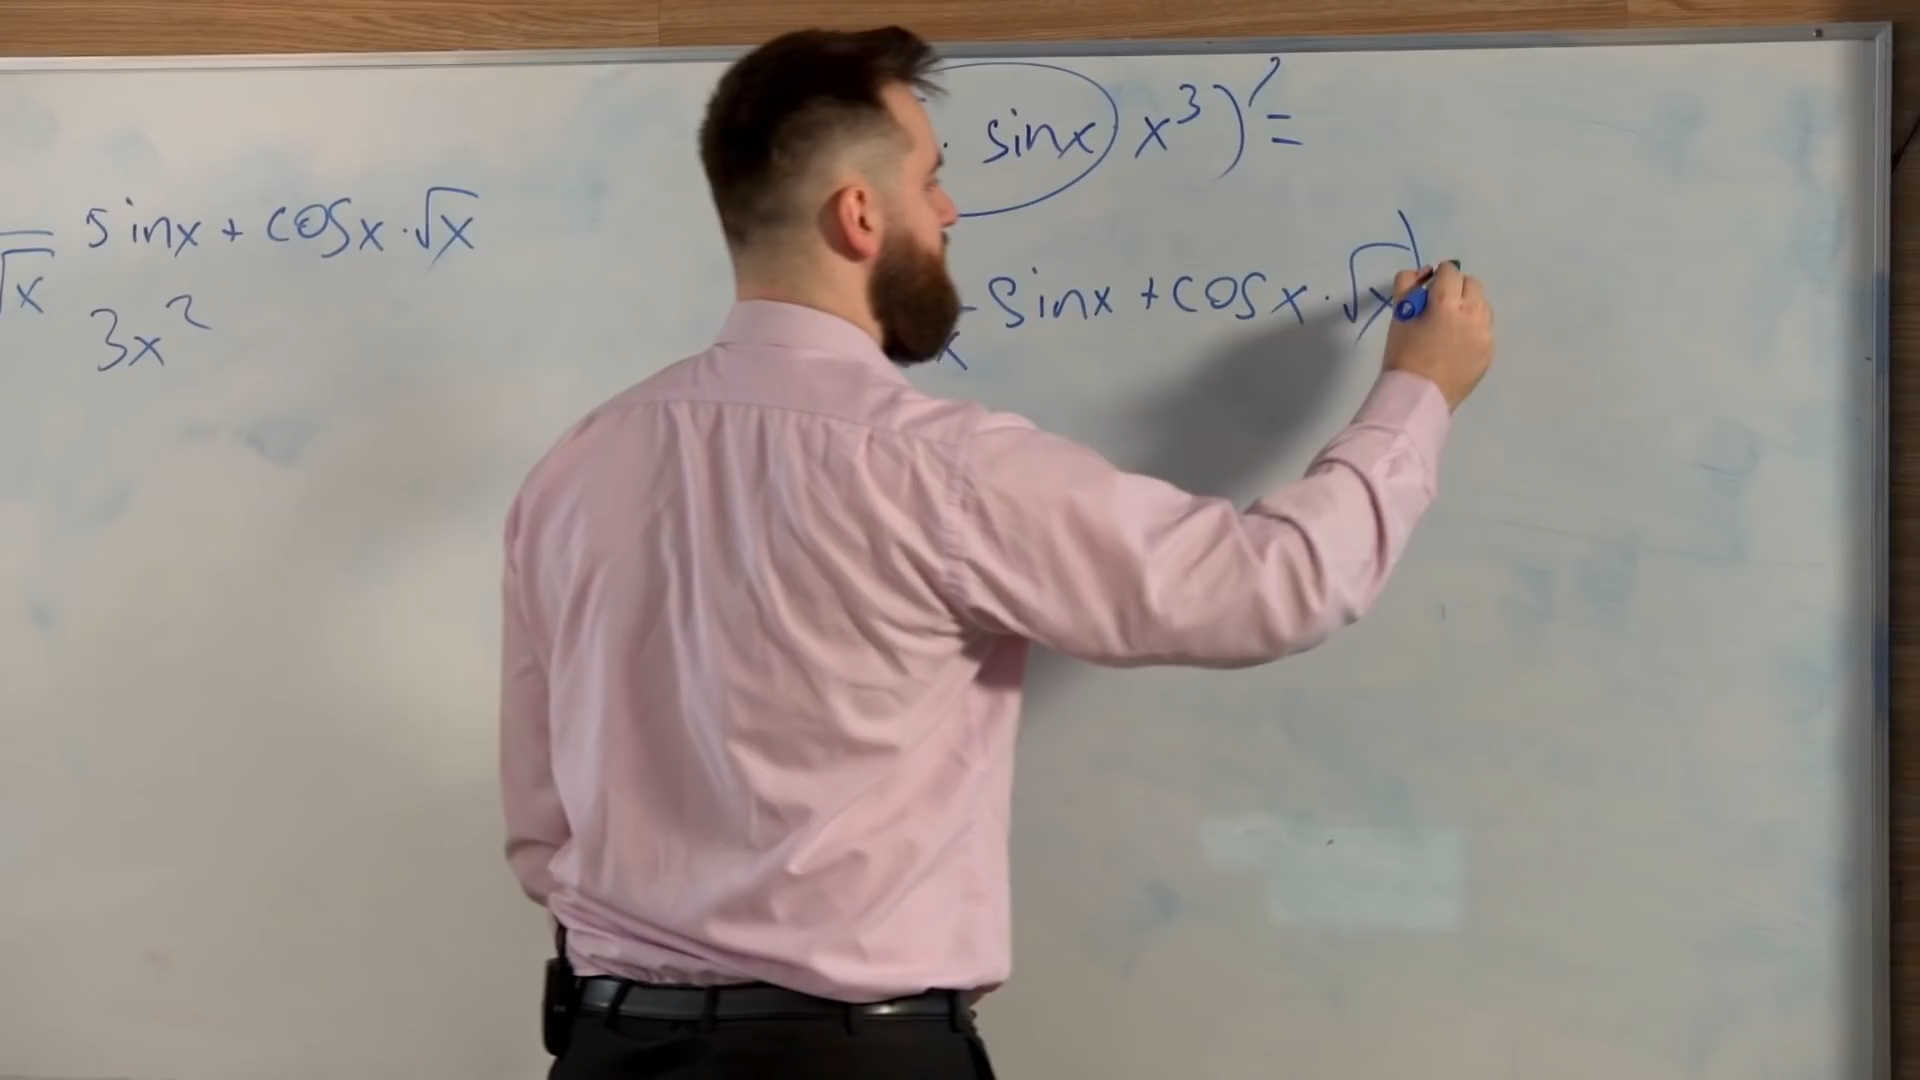 · sinx) x³)' =
√x sinx + cosx · √x
3x²
x sinx + cosx · √x)